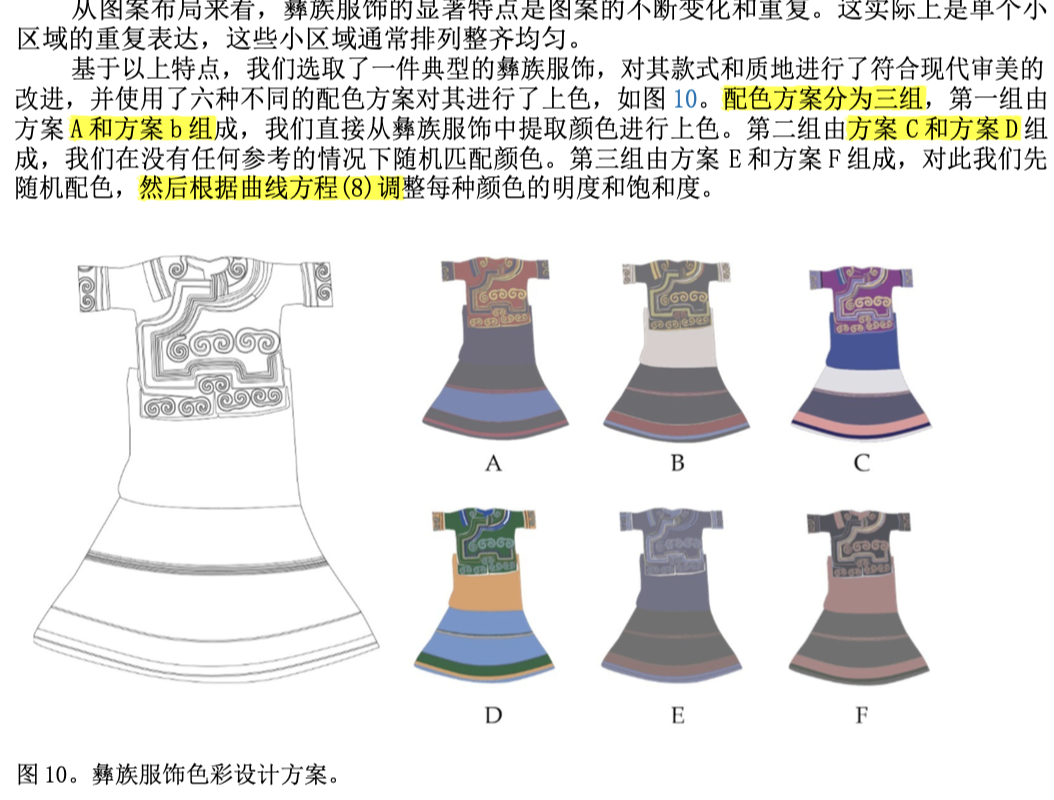 从图案布局来看，彝族服饰的显著特点是图案的不断变化和重复。这实际上是单个小
区域的重复表达，这些小区域通常排列整齐均匀。
基于以上特点，我们选取了一件典型的彝族服饰，对其款式和质地进行了符合现代审美的
改进，并使用了六种不同的配色方案对其进行了上色，如图 10。配色方案分为三组，第一组由
方案 A 和方案 b 组成，我们直接从彝族服饰中提取颜色进行上色。第二组由方案 C 和方案 D 组
成，我们在没有任何参考的情况下随机匹配颜色。第三组由方案 E 和方案 F 组成，对此我们先
随机配色，然后根据曲线方程(8)调整每种颜色的明度和饱和度。
A
B
C
D
E
F
图 10。彝族服饰色彩设计方案。